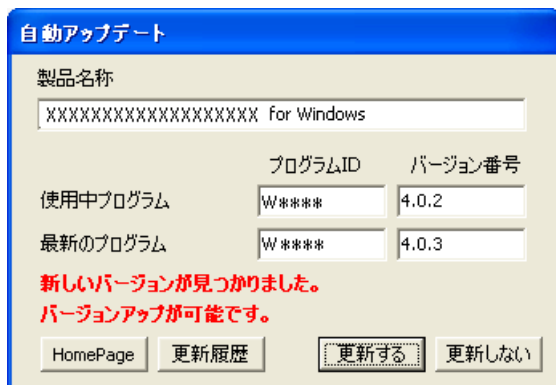 自動アップデート
製品名称
XXXXXXXXXXXXXXXXXXX for Windows
プログラムID バージョン番号
使用中プログラム W**** 4.0.2
最新のプログラム W**** 4.0.3
新しいバージョンが見つかりました。
バージョンアップが可能です。
HomePage 更新履歴 更新する 更新しない